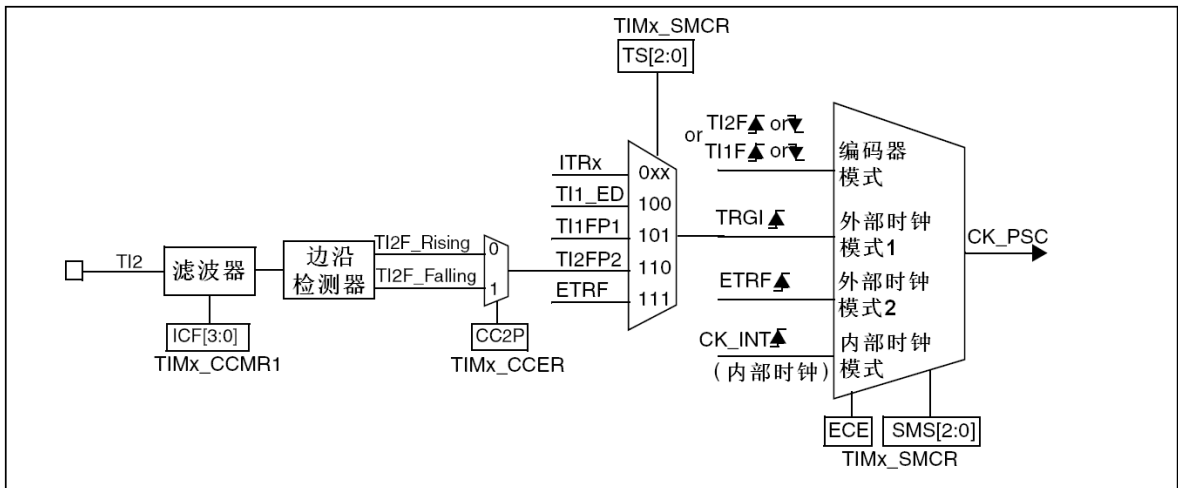 TIMx_SMCR
TS[2:0]
TI2
滤波器
ICF[3:0]
TIMx_CCMR1
边沿
检测器
TI2F_Rising
TI2F_Falling
0
1
CC2P
TIMx_CCER
ITRx
TI1_ED
TI1FP1
TI2FP2
ETRF
0xx
100
101
110
111
or TI2F or
TI1F or
编码器
模式
TRGI
外部时钟
模式1
ETRF
外部时钟
模式2
CK_INT
(内部时钟)
内部时钟
模式
CK_PSC
ECE
SMS[2:0]
TIMx_SMCR